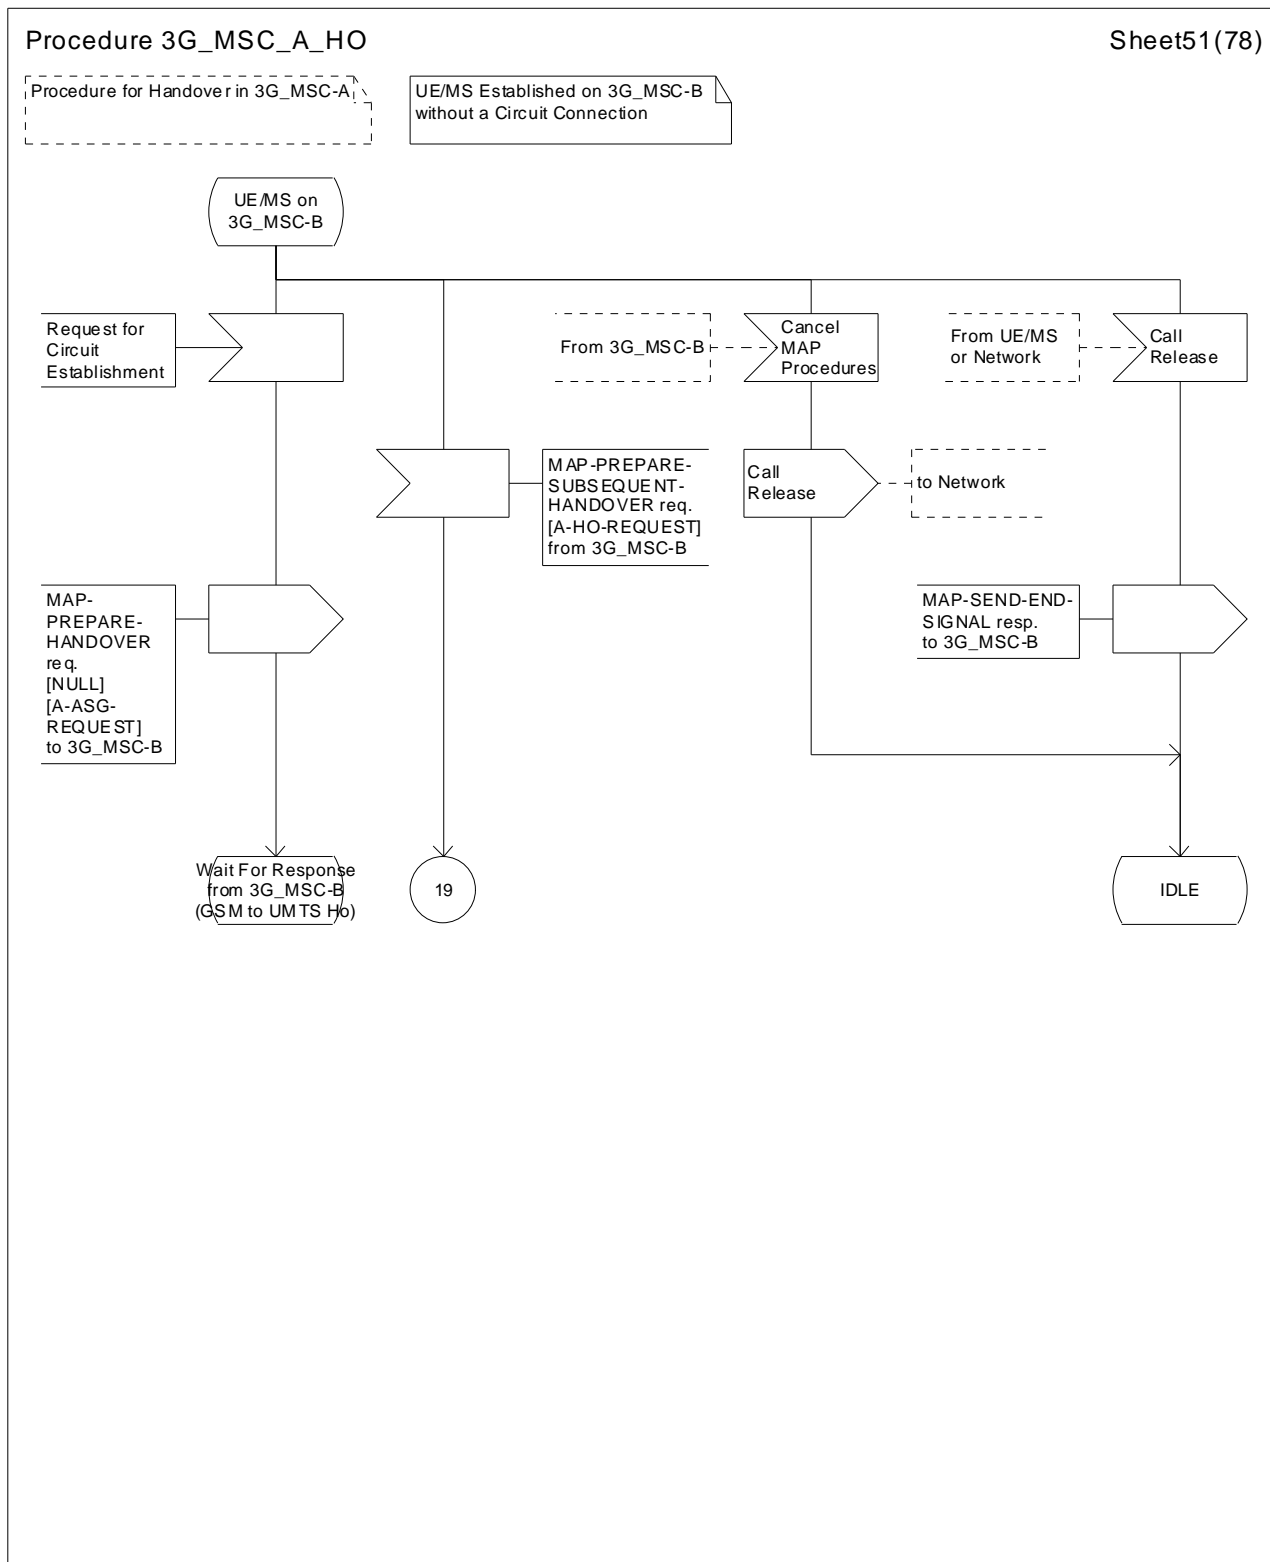 Procedure 3G_MSC_A_HO
Sheet51(78)
Procedure for Handover in 3G_MSC-A
UE/MS Established on 3G_MSC-B
without a Circuit Connection
UE/MS on
3G_MSC-B
Request for
Circuit
Establishment
From 3G_MSC-B
Cancel
MAP
Procedures
From UE/MS
or Network
Call
Release
MAP-PREPARE-
SUBSEQUENT-
HANDOVER req.
[A-HO-REQUEST]
from 3G_MSC-B
Call
Release
to Network
MAP-
PREPARE-
HANDOVER
req.
[NULL]
[A-ASG-
REQUEST]
to 3G_MSC-B
MAP-SEND-END-
SIGNAL resp.
to 3G_MSC-B
Wait For Response
from 3G_MSC-B
(GSM to UMTS Ho)
19
IDLE